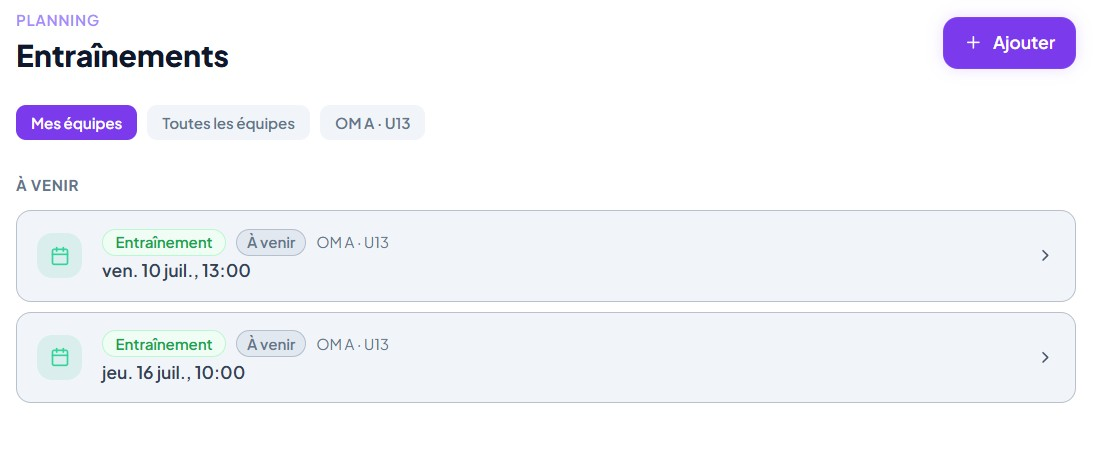 PLANNING
Entraînements
+ Ajouter
Mes équipes
Toutes les équipes
OM A · U13
À VENIR
Entraînement À venir OM A · U13
ven. 10 juil., 13:00
Entraînement À venir OM A · U13
jeu. 16 juil., 10:00